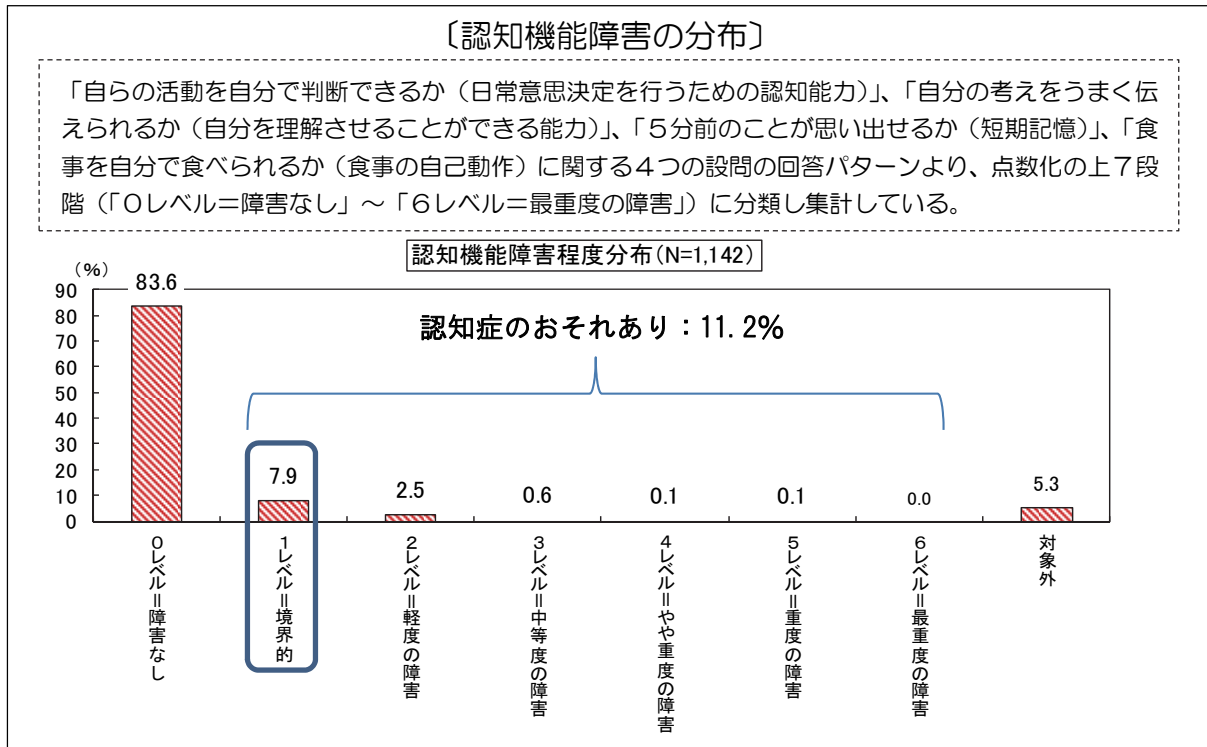 〔認知機能障害の分布〕
「自らの活動を自分で判断できるか（日常意思決定を行うための認知能力）」、「自分の考えをうまく伝
えられるか（自分を理解させることができる能力）」、「５分前のことが思い出せるか（短期記憶）」、「食
事を自分で食べられるか（食事の自己動作）に関する４つの設問の回答パターンより、点数化の上７段
階（「０レベル＝障害なし」～「６レベル＝最重度の障害」）に分類し集計している。
認知機能障害程度分布(N=1,142)
（%）
90
80
70
60
50
40
30
20
10
0
認知症のおそれあり：11.2%
83.6
7.9
2.5
0.6
0.1
0.1
0.0
5.3
０レベル＝障害なし
１レベル＝境界的
２レベル＝軽度の障害
３レベル＝中等度の障害
４レベル＝やや重度の障害
５レベル＝重度の障害
６レベル＝最重度の障害
対象外